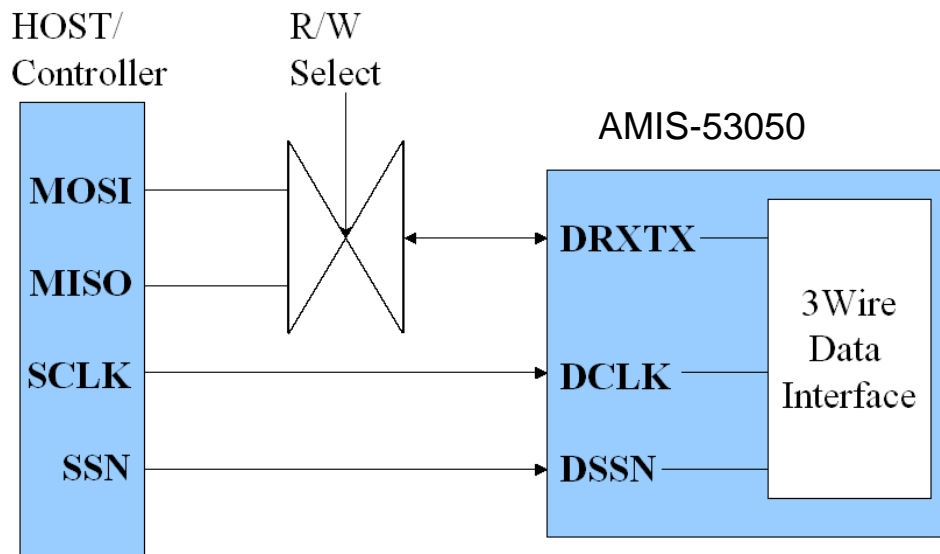 HOST/
Controller
R/W
Select
AMIS-53050
MOSI
MISO
SCLK
SSN
DRXTX
DCLK
DSSN
3Wire
Data
Interface